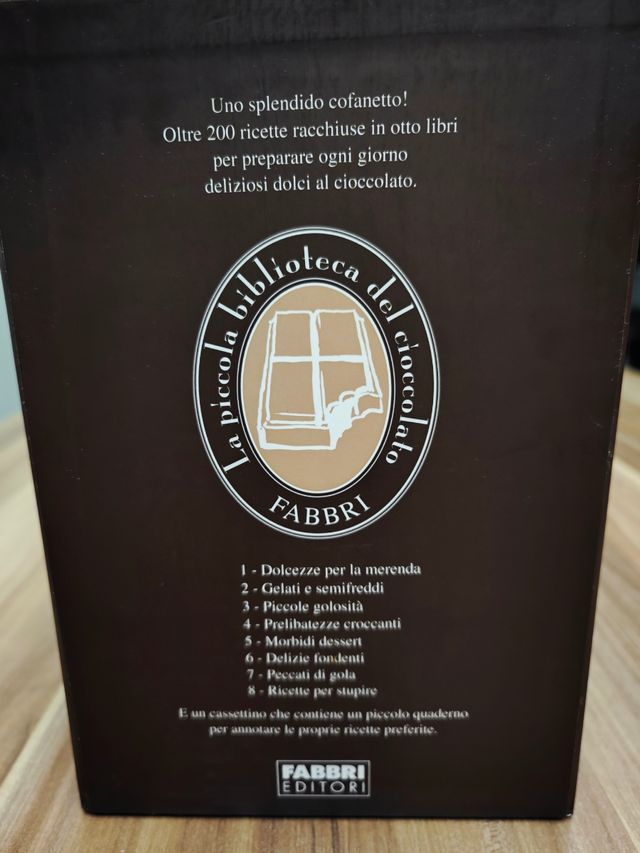 Uno splendido cofanetto!
Oltre 200 ricette racchiuse in otto libri
per preparare ogni giorno
deliziosi dolci al cioccolato.
La piccola biblioteca del cioccolato
FABBRI
1 - Dolcezze per la merenda
2 - Gelati e semifreddi
3 - Piccole golosità
4 - Prelibatezze croccanti
5 - Morbidi dessert
6 - Delizie fondenti
7 - Peccati di gola
8 - Ricette per stupire
E un cassettino che contiene un piccolo quaderno
per annotare le proprie ricette preferite.
FABBRI
EDITORI